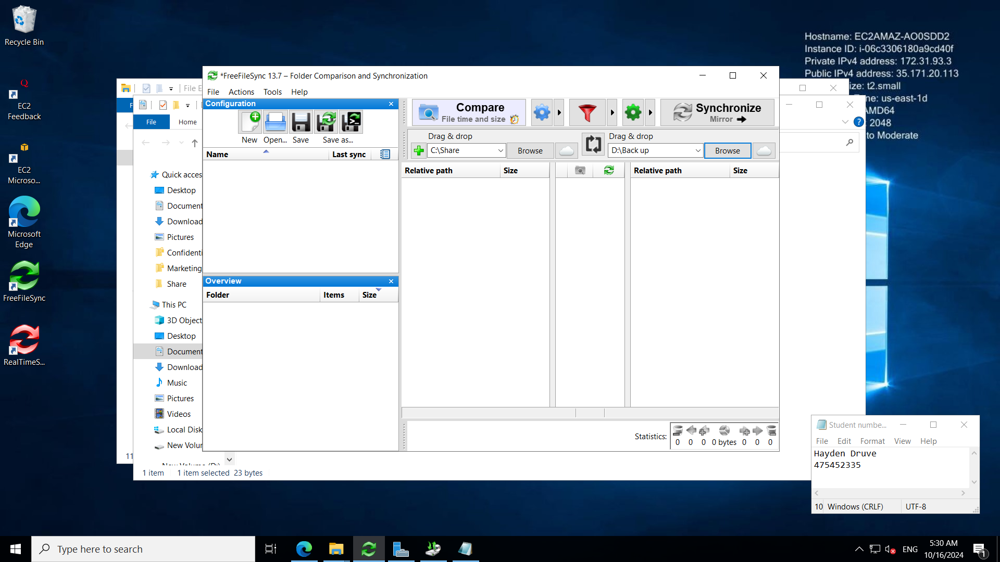 Recycle Bin
EC2
Feedback
EC2
Microso...
Microsoft
Edge
FreeFileSync
RealTimeS...
Hostname: EC2AMAZ-AO0SDD2
Instance ID: i-06c3306180a9cd40f
Private IPv4 address: 172.31.93.3
Public IPv4 address: 35.171.20.113
ize: t2.small
ne: us-east-1d
AMD64
2048
to Moderate
File E
File
Home
Quick acces
Desktop
Document
Download
Pictures
Confidenti
Marketing
Share
This PC
3D Object
Desktop
Document
Download
Music
Pictures
Videos
Local Disk
New Volur
11
1 item
1 item selected 23 bytes
*FreeFileSync 13.7 – Folder Comparison and Synchronization
File Actions Tools Help
Configuration
New Open... Save Save as...
Name Last sync
Overview
Folder Items Size
Compare
File time and size
Synchronize
Mirror
Drag & drop
C:\Share
Browse
Drag & drop
D:\Back up
Browse
Relative path Size
Relative path Size
Statistics:
0 0 0 0 bytes 0 0 0
Student numbe...
File Edit Format View Help
Hayden Druve
475452335
10 Windows (CRLF) UTF-8
Type here to search
ENG
5:30 AM
10/16/2024
1